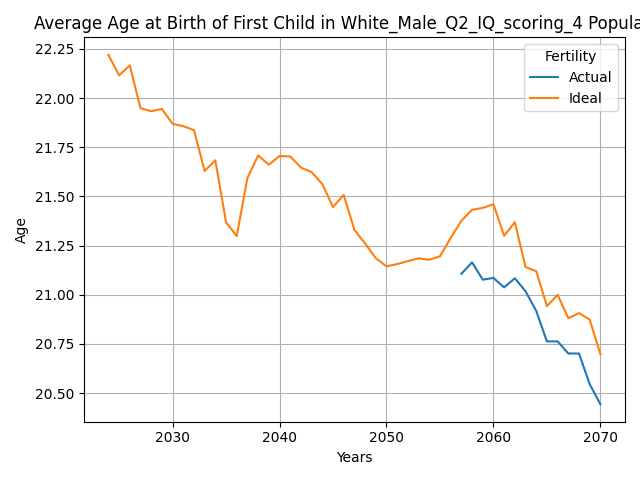 Average Age at Birth of First Child in White_Male_Q2_IQ_scoring_4 Popula
Fertility
Actual
Ideal
22.25
22.00
21.75
21.50
21.25
21.00
20.75
20.50
Age
2030 2040 2050 2060 2070
Years